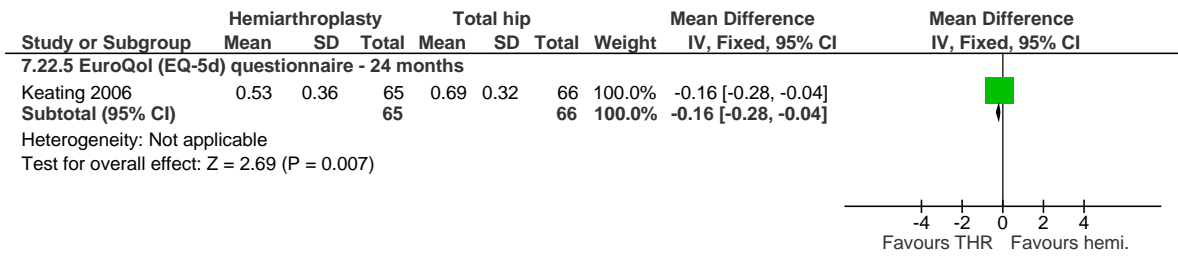 Hemiarthroplasty Total hip Mean Difference Mean Difference
Study or Subgroup Mean SD Total Mean SD Total Weight IV, Fixed, 95% CI IV, Fixed, 95% CI
7.22.5 EuroQol (EQ-5d) questionnaire - 24 months
Keating 2006 0.53 0.36 65 0.69 0.32 66 100.0% -0.16 [-0.28, -0.04]
Subtotal (95% CI) 65 66 100.0% -0.16 [-0.28, -0.04]
Heterogeneity: Not applicable
Test for overall effect: Z = 2.69 (P = 0.007)
-4 -2 0 2 4
Favours THR Favours hemi.